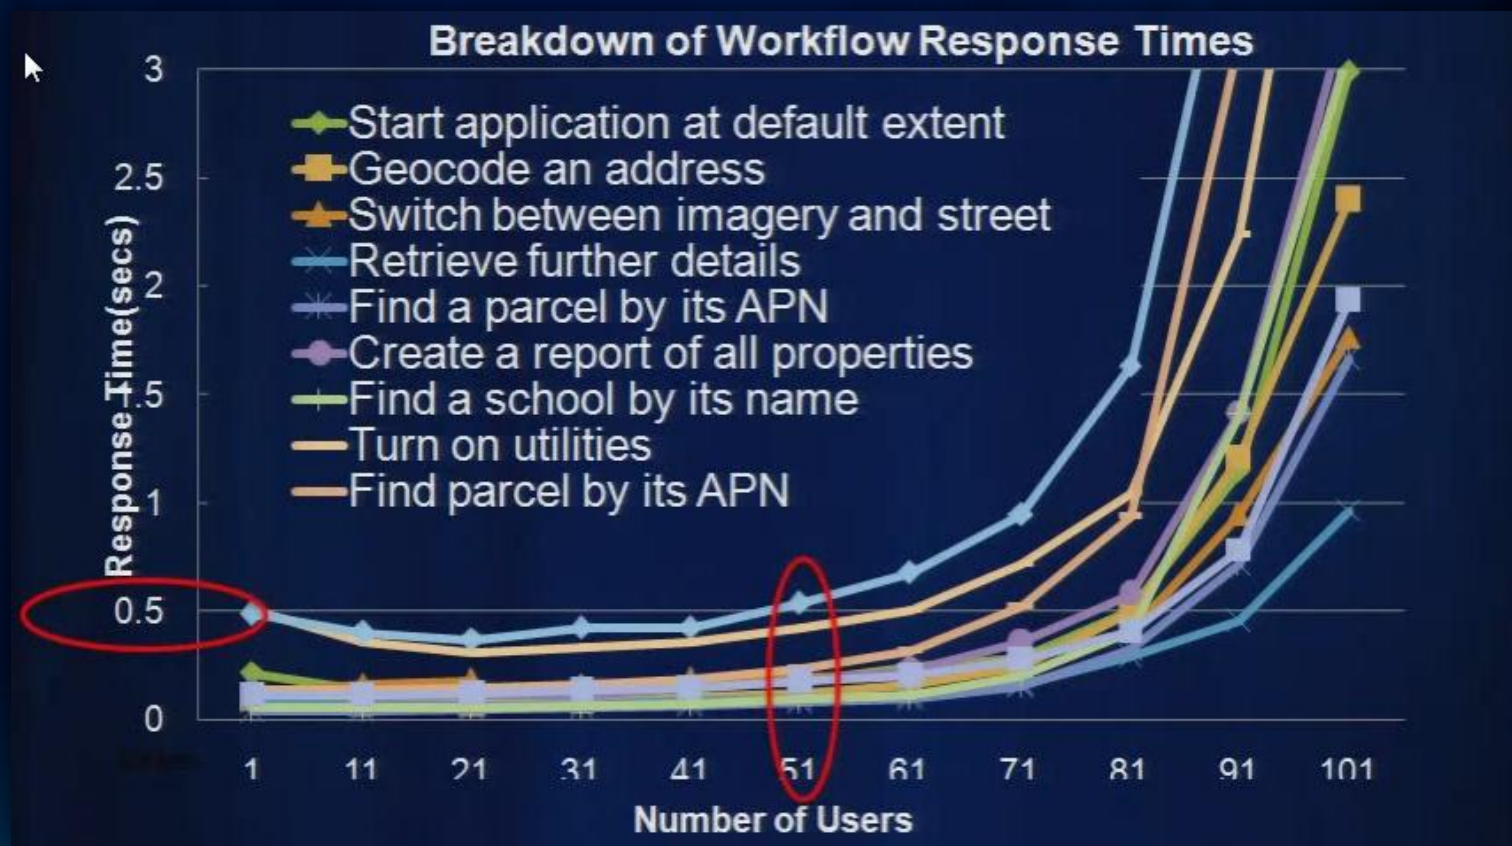 Breakdown of Workflow Response Times
3
2.5
2
.5
1
0.5
0
Response Time(secs)
Start application at default extent
Geocode an address
Switch between imagery and street
Retrieve further details
Find a parcel by its APN
Create a report of all properties
Find a school by its name
Turn on utilities
Find parcel by its APN
1 11 21 31 41 51 61 71 81 91 101
Number of Users